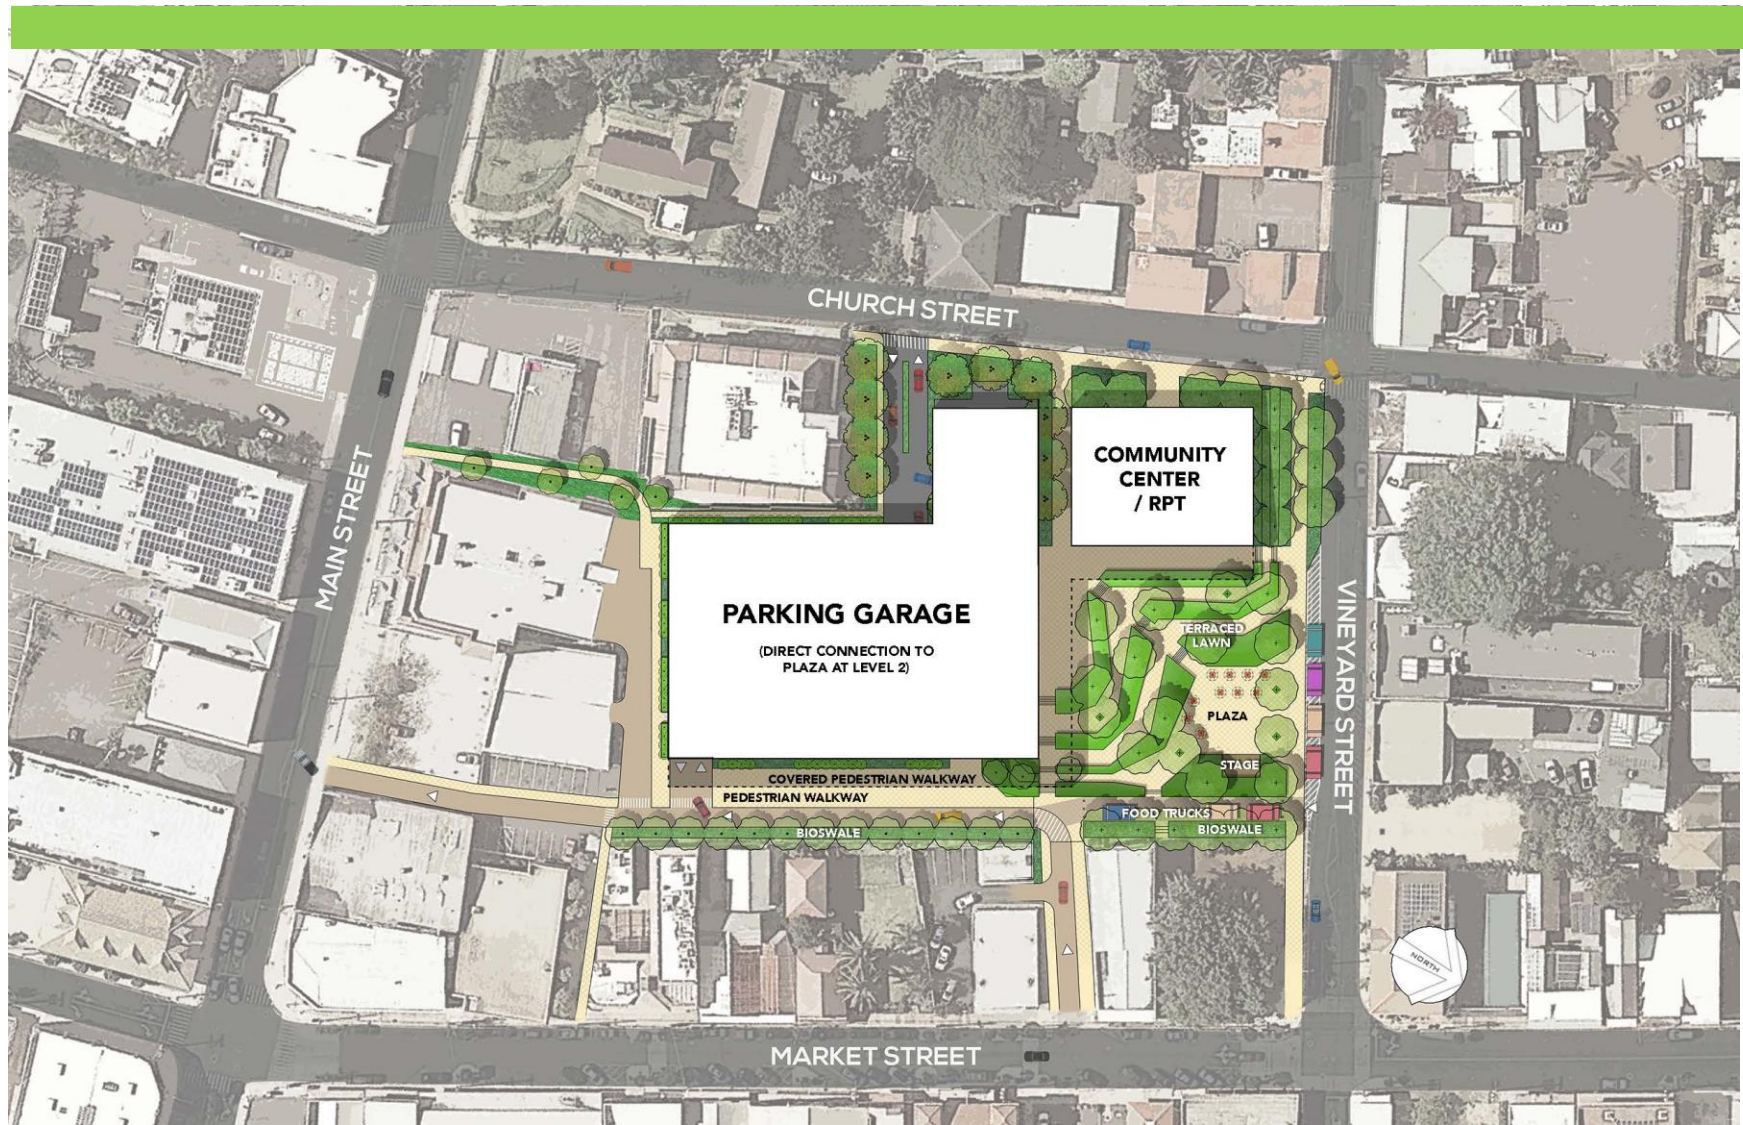 CHURCH STREET
MAIN STREET
COMMUNITY
CENTER
/ RPT
PARKING GARAGE
(DIRECT CONNECTION TO
PLAZA AT LEVEL 2)
TERRACED
LAWN
PLAZA
STAGE
VINEYARD STREET
COVERED PEDESTRIAN WALKWAY
PEDESTRIAN WALKWAY
FOOD TRUCKS
BIOSWALE
BIOSWALE
NORTH
MARKET STREET